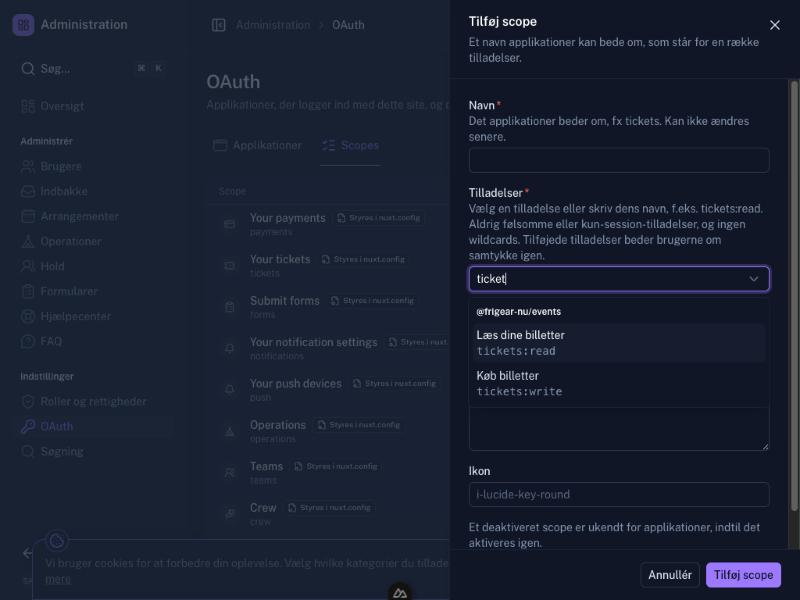 Administration
Søg...
⌘ K
Oversigt
Administrér
Brugere
Indbakke
Arrangementer
Operationer
Hold
Formularer
Hjælpecenter
FAQ
Indstillinger
Roller og rettigheder
OAuth
Søgning
Administration > OAuth
OAuth
Applikationer, der logger ind med dette site, og
Applikationer
Scopes
Scope
Your payments Styres i nuxt.config
payments
Your tickets Styres i nuxt.config
tickets
Submit forms Styres i nuxt.config
forms
Your notification settings Styres i nuxt.config
notifications
Your push devices Styres i nuxt.config
push
Operations Styres i nuxt.config
operations
Teams Styres i nuxt.config
teams
Crew Styres i nuxt.config
crew
Vi bruger cookies for at forbedre din oplevelse. Vælg hvilke kategorier du
mere
Tilføj scope
Et navn applikationer kan bede om, som står for en række
tilladelser.
Navn*
Det applikationer beder om, fx tickets. Kan ikke ændres
senere.
Tilladelser*
Vælg en tilladelse eller skriv dens navn, f.eks. tickets:read.
Aldrig følsomme eller kun-session-tilladelser, og ingen
wildcards. Tilføjede tilladelser beder brugerne om
samtykke igen.
ticket
@frigear-nu/events
Læs dine billetter
tickets:read
Køb billetter
tickets:write
Ikon
i-lucide-key-round
Et deaktiveret scope er ukendt for applikationer, indtil det
aktiveres igen.
Annullér
Tilføj scope